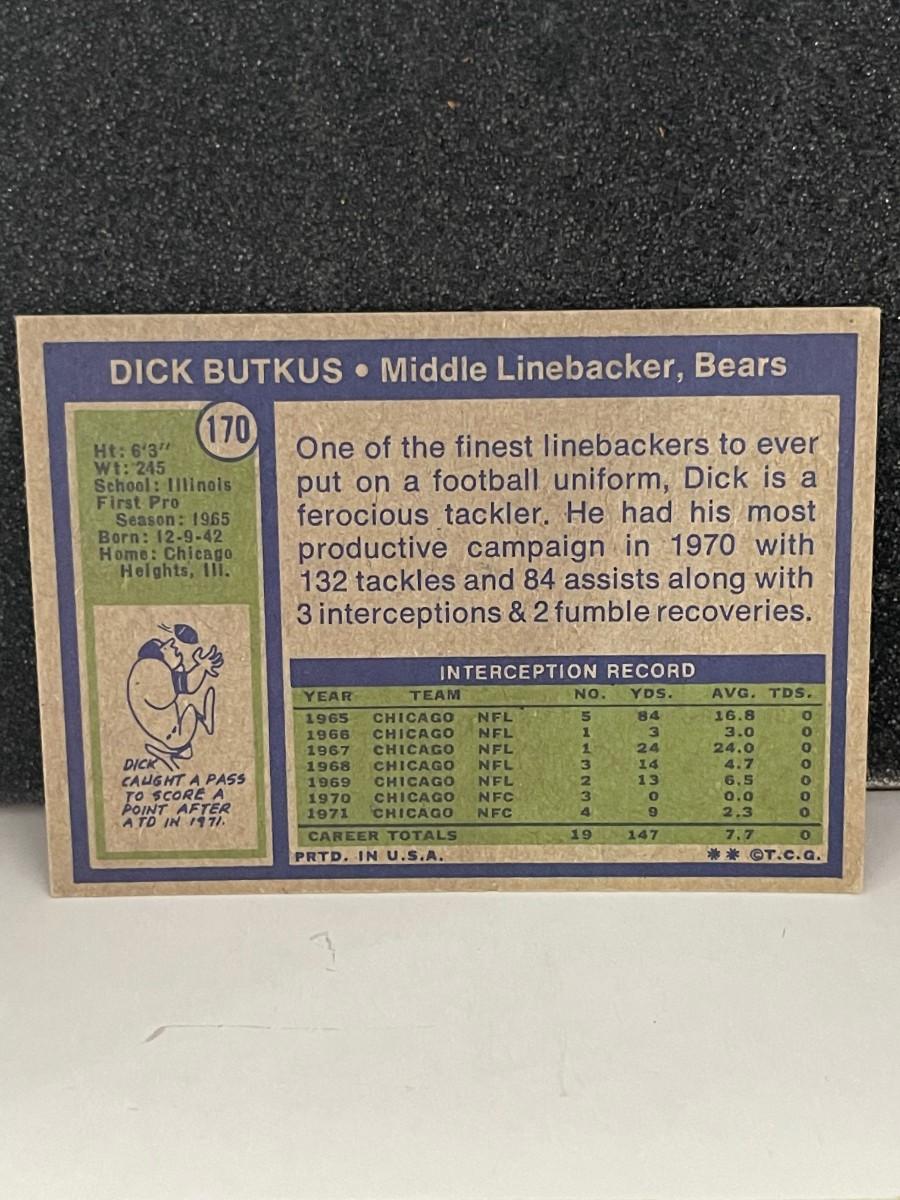 DICK BUTKUS • Middle Linebacker, Bears
170
Ht: 6'3"
Wt: 245
School: Illinois
First Pro
Season: 1965
Born: 12-9-42
Home: Chicago
Heights, Ill.
DICK
CAUGHT A PASS
TO SCORE A
POINT AFTER
A TD IN 1971.
One of the finest linebackers to ever
put on a football uniform, Dick is a
ferocious tackler. He had his most
productive campaign in 1970 with
132 tackles and 84 assists along with
3 interceptions & 2 fumble recoveries.
INTERCEPTION RECORD
YEAR TEAM NO. YDS. AVG. TDS.
1965 CHICAGO NFL 5 84 16.8 0
1966 CHICAGO NFL 1 3 3.0 0
1967 CHICAGO NFL 1 24 24.0 0
1968 CHICAGO NFL 3 14 4.7 0
1969 CHICAGO NFL 2 13 6.5 0
1970 CHICAGO NFC 3 0 0.0 0
1971 CHICAGO NFC 4 9 2.3 0
CAREER TOTALS 19 147 7.7 0
PRTD. IN U.S.A. ** ©T.C.G.